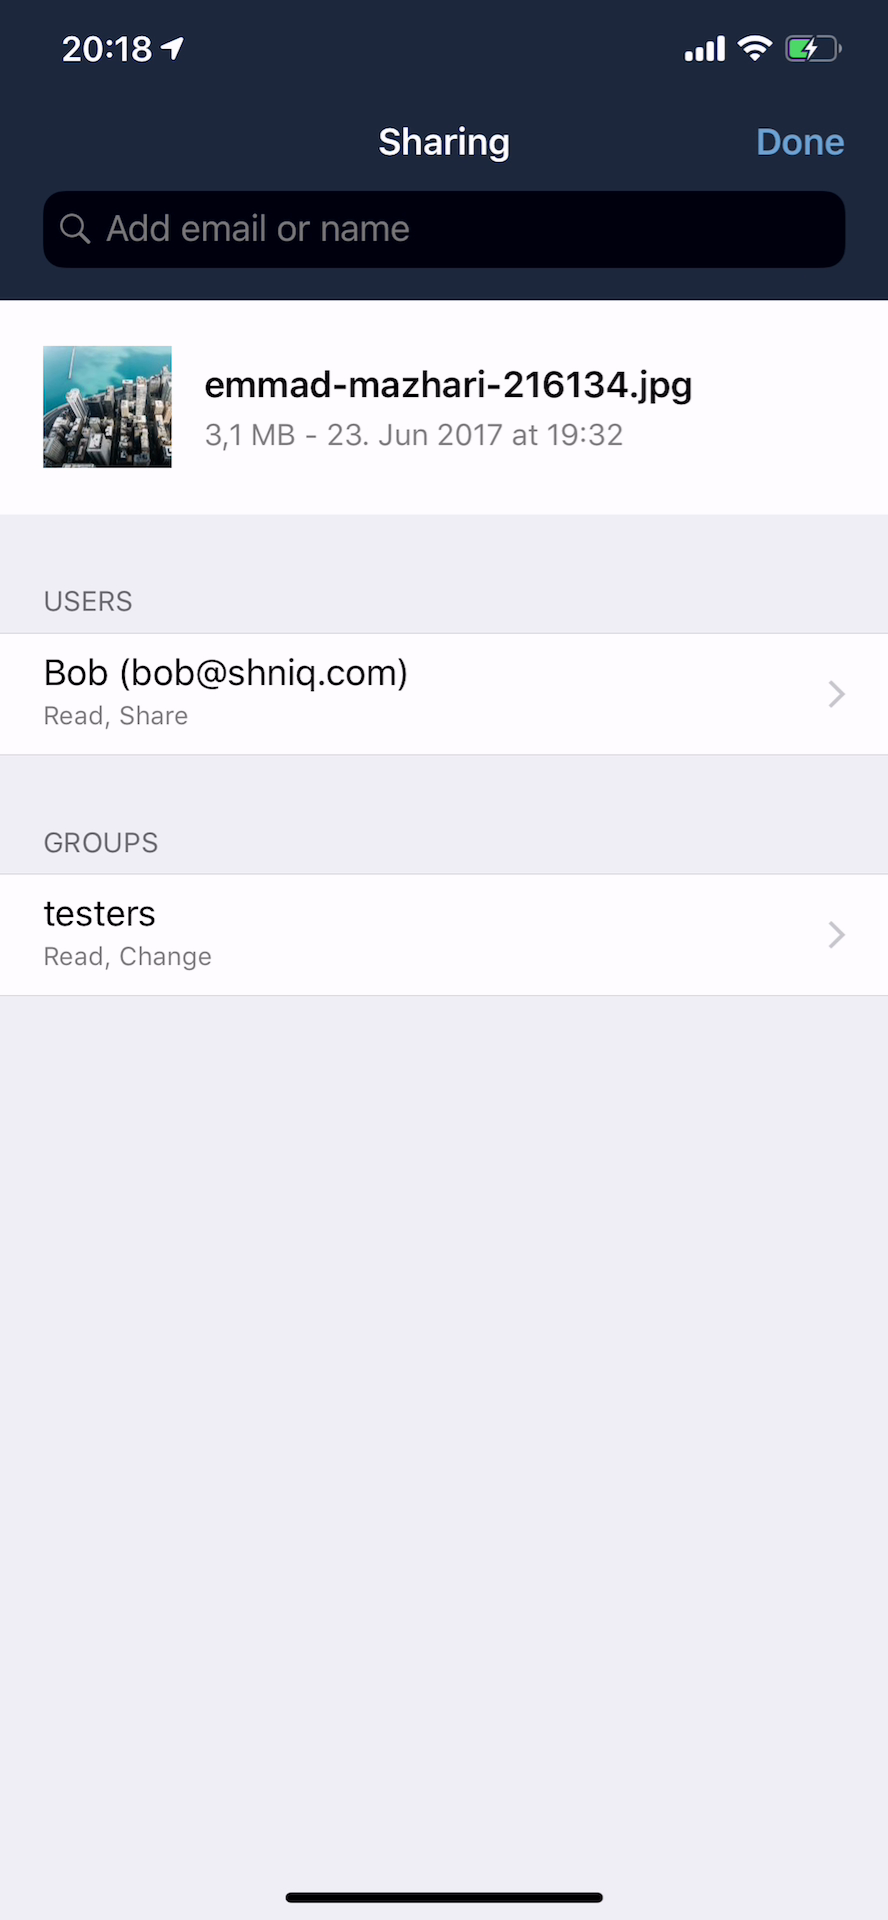 20:18
Sharing
Done
Add email or name
emmad-mazhari-216134.jpg
3,1 MB - 23. Jun 2017 at 19:32
USERS
Bob (bob@shniq.com)
Read, Share
GROUPS
testers
Read, Change